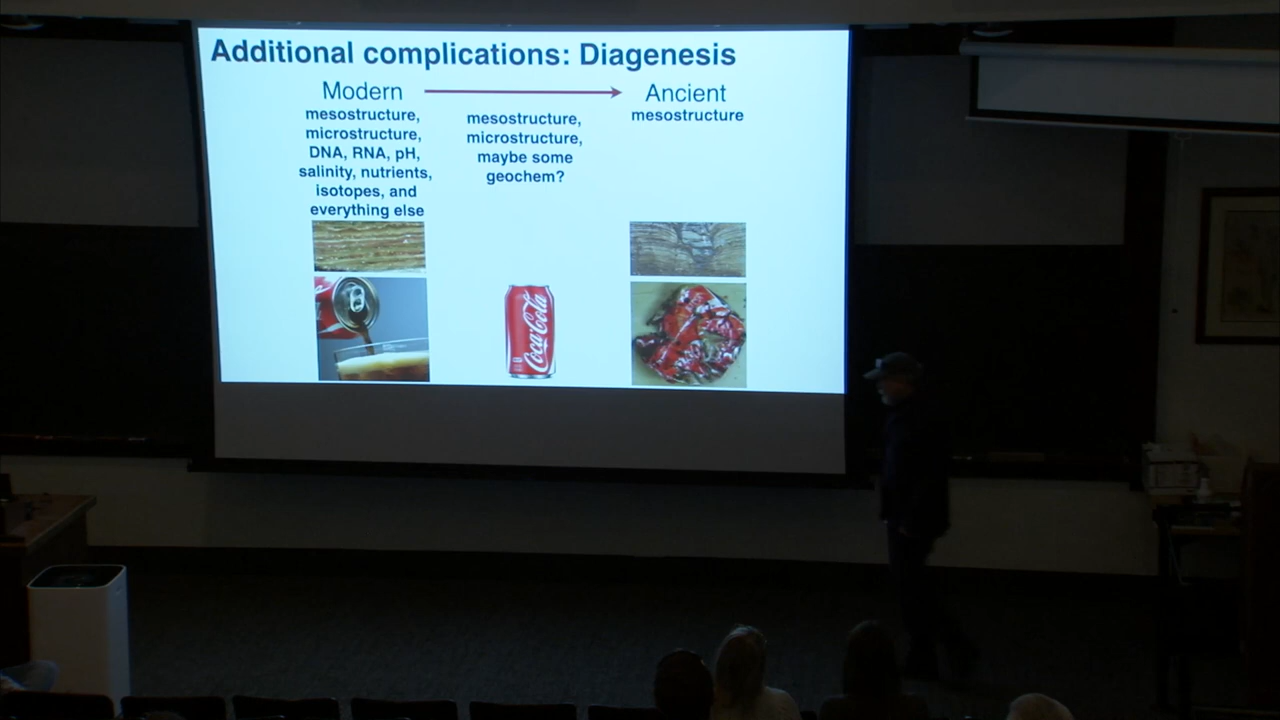 Additional complications: Diagenesis
Modern
mesostructure,
microstructure,
DNA, RNA, pH,
salinity, nutrients,
isotopes, and
everything else
mesostructure,
microstructure,
maybe some
geochem?
Ancient
mesostructure
Coca-Cola